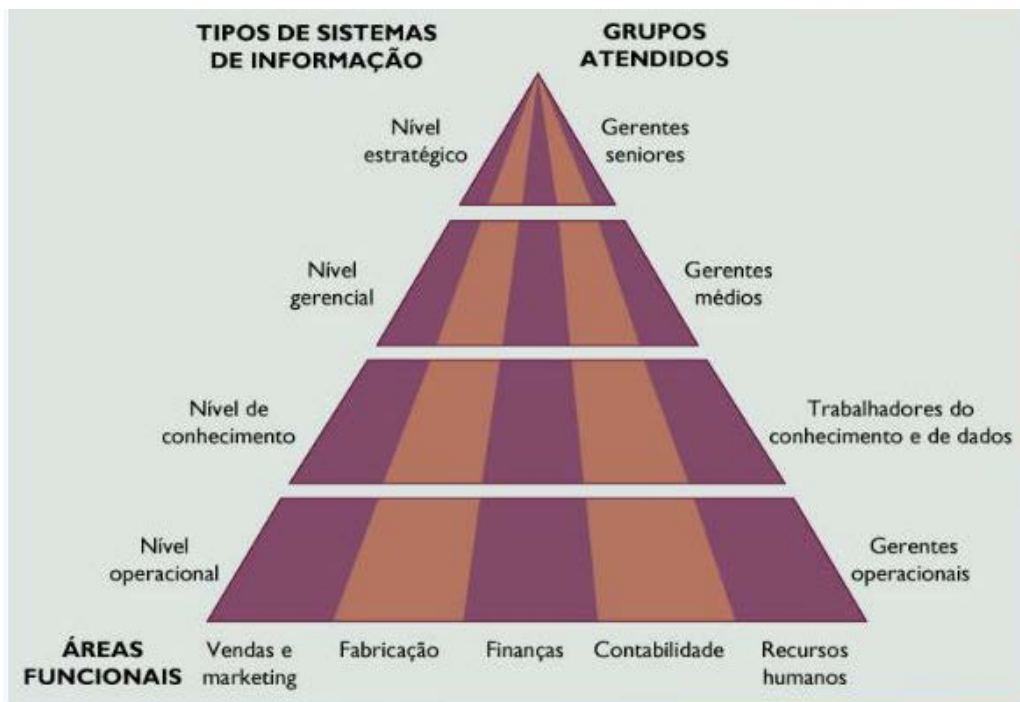 TIPOS DE SISTEMAS
DE INFORMAÇÃO
GRUPOS
ATENDIDOS
Nível
estratégico
Gerentes
seniores
Nível
gerencial
Gerentes
médios
Nível de
conhecimento
Trabalhadores do
conhecimento e de dados
Nível
operacional
Gerentes
operacionais
ÁREAS
FUNCIONAIS
Vendas e
marketing
Fabricação
Finanças
Contabilidade
Recursos
humanos